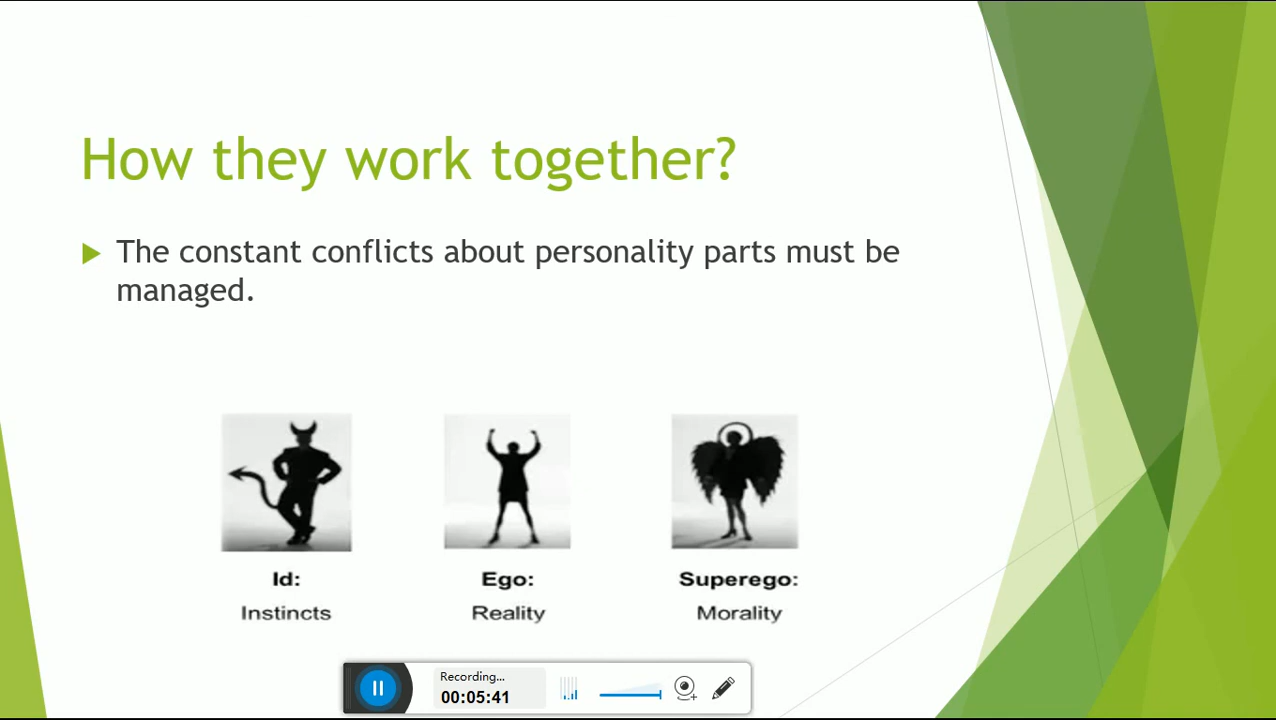 How they work together?
The constant conflicts about personality parts must be
managed.
Id: Ego: Superego:
Instincts Reality Morality
Recording...
00:05:41